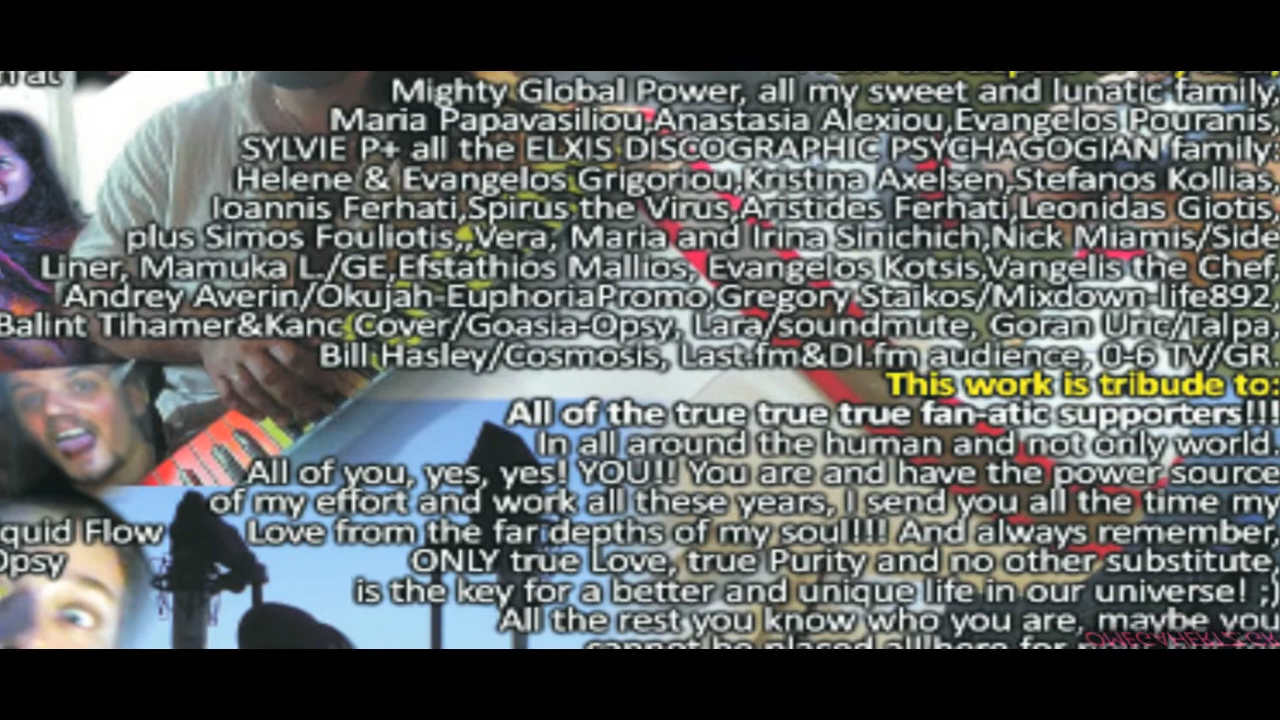 Mighty Global Power, all my sweet and lunatic family,
Maria Papavasiliou,Anastasia Alexiou,Evangelos Pouranis,
SYLVIE P+ all the ELXIS DISCOGRAPHIC PSYCHAGOGIAN family:
Helene & Evangelos Grigoriou,Kristina Axelsen,Stefanos Kollias,
Ioannis Ferhati,Spirus the Virus,Aristides Ferhati,Leonidas Giotis,
plus Simos Fouliotis,,Vera, Maria and Irina Sinichich,Nick Miamis/Side
Liner, Mamuka L./GE,Efstathios Mallios, Evangelos Kotsis,Vangelis the Chef,
Andrey Averin/Okujah-EuphoriaPromo,Gregory Staikos/Mixdown-life892,
Balint Tihamer&Kanc Cover/Goasia-Opsy, Lara/soundmute, Goran Uric/Talpa,
Bill Hasley/Cosmosis, Last.fm&DI.fm audience, 0-6 TV/GR.
This work is tribute to:
All of the true true true fan-atic supporters!!!
In all around the human and not only world.
All of you, yes, yes! YOU!! You are and have the power source
of my effort and work all these years, I send you all the time my
quid Flow
Love from the far depths of my soul!!!! And always remember,
Opsy
ONLY true Love, true Purity and no other substitute,
is the key for a better and unique life in our universe! ;)
All the rest you know who you are, maybe you
cannot be placed all here for
OMEGAHERTZ.GR